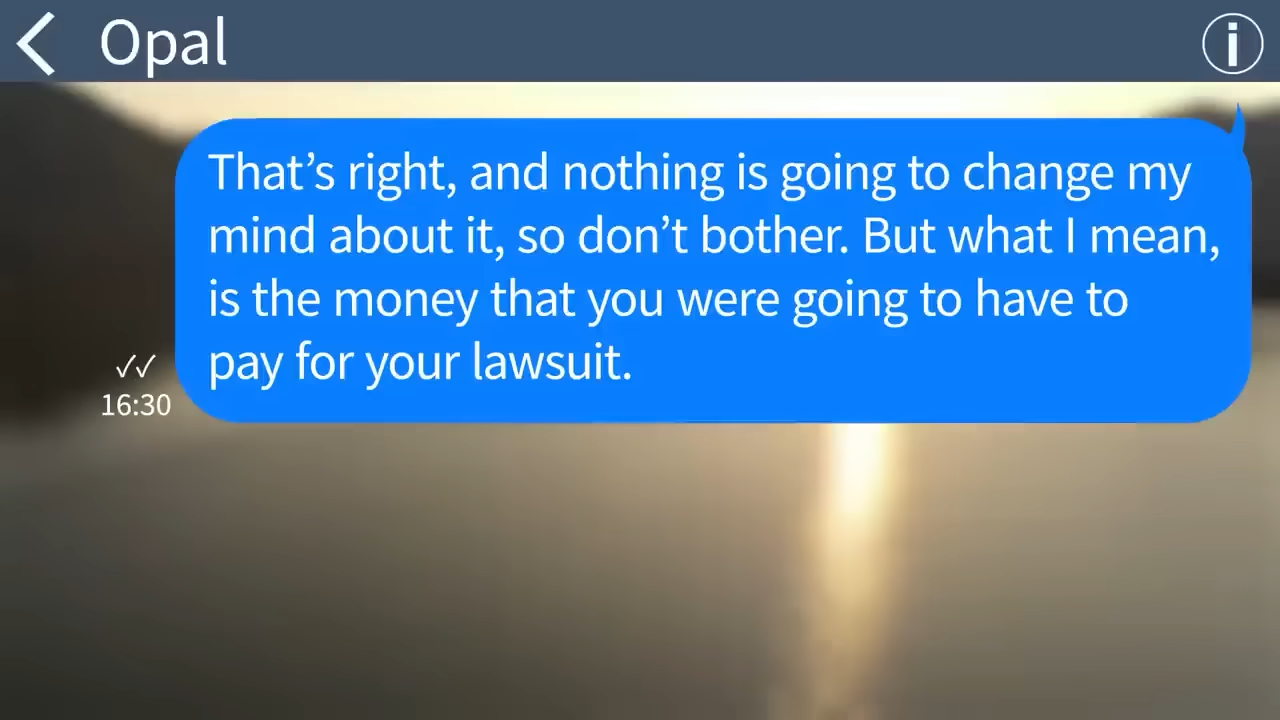 Opal
That’s right, and nothing is going to change my
mind about it, so don’t bother. But what I mean,
is the money that you were going to have to
pay for your lawsuit.
✓✓
16:30